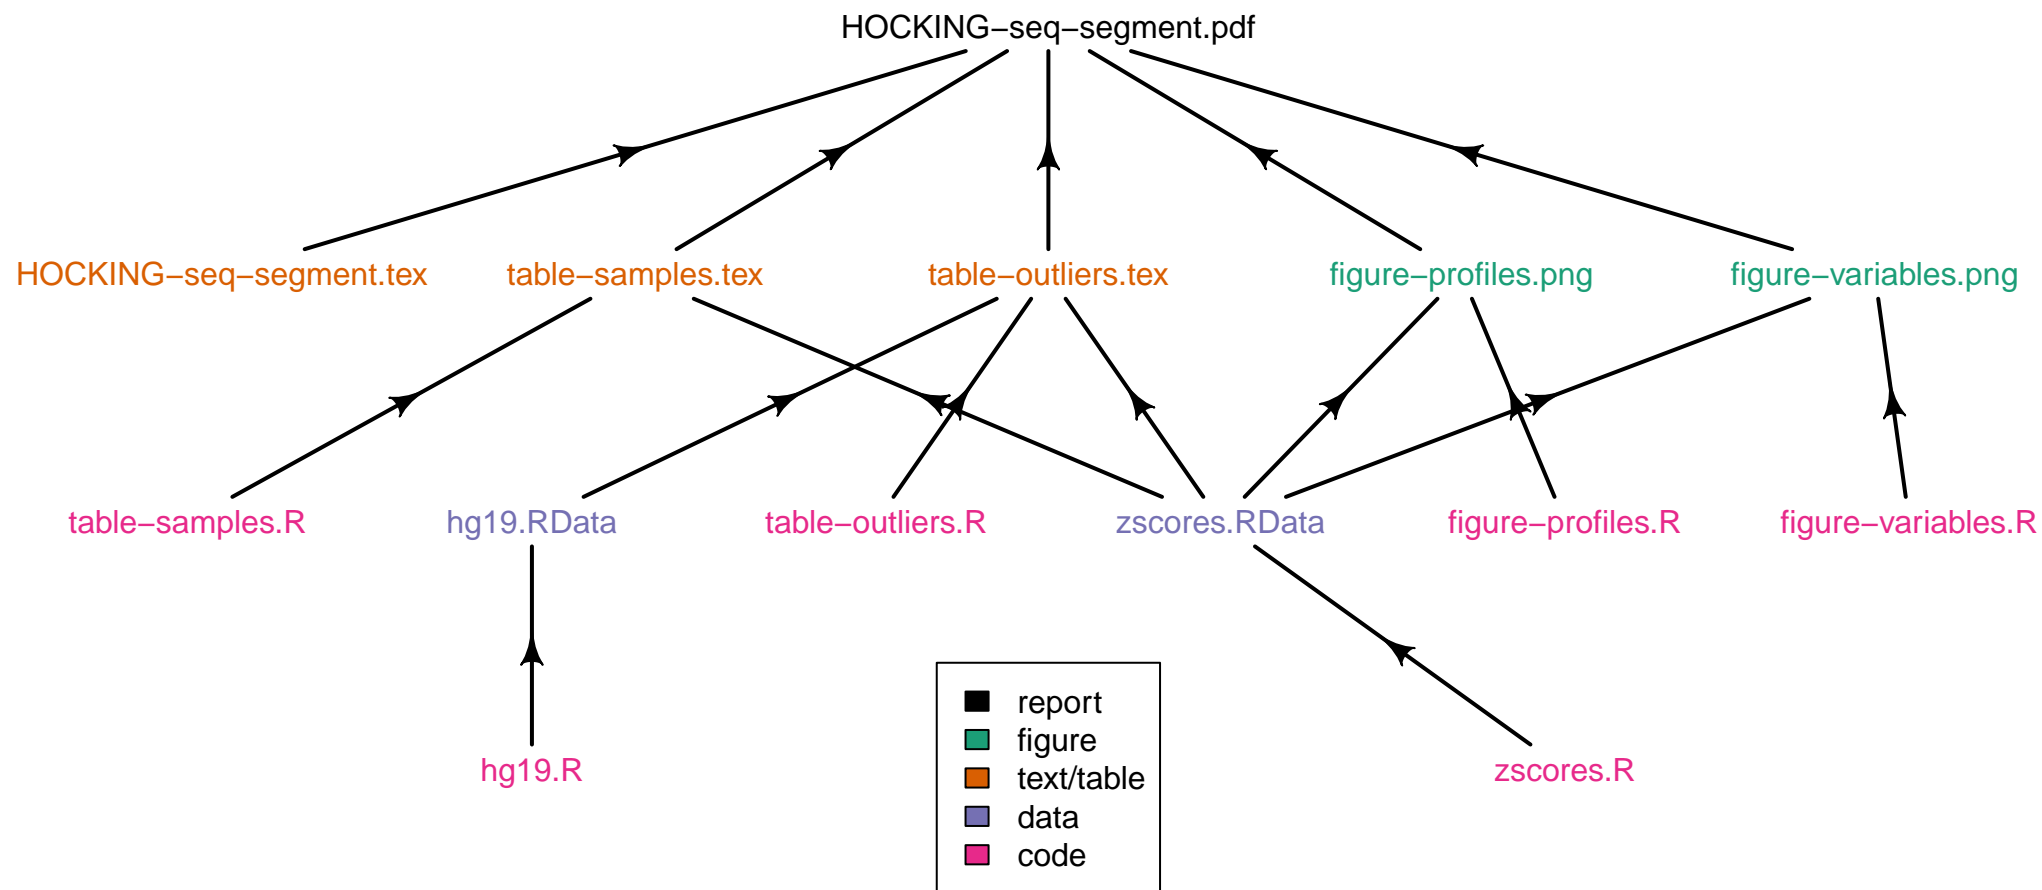 HOCKING−seq−segment.pdf
HOCKING−seq−segment.tex
table−samples.tex
table−outliers.tex
figure−profiles.png
figure−variables.png
table−samples.R
hg19.RData
table−outliers.R
zscores.RData
figure−profiles.R
figure−variables.R
hg19.R
zscores.R
report
figure
text/table
data
code